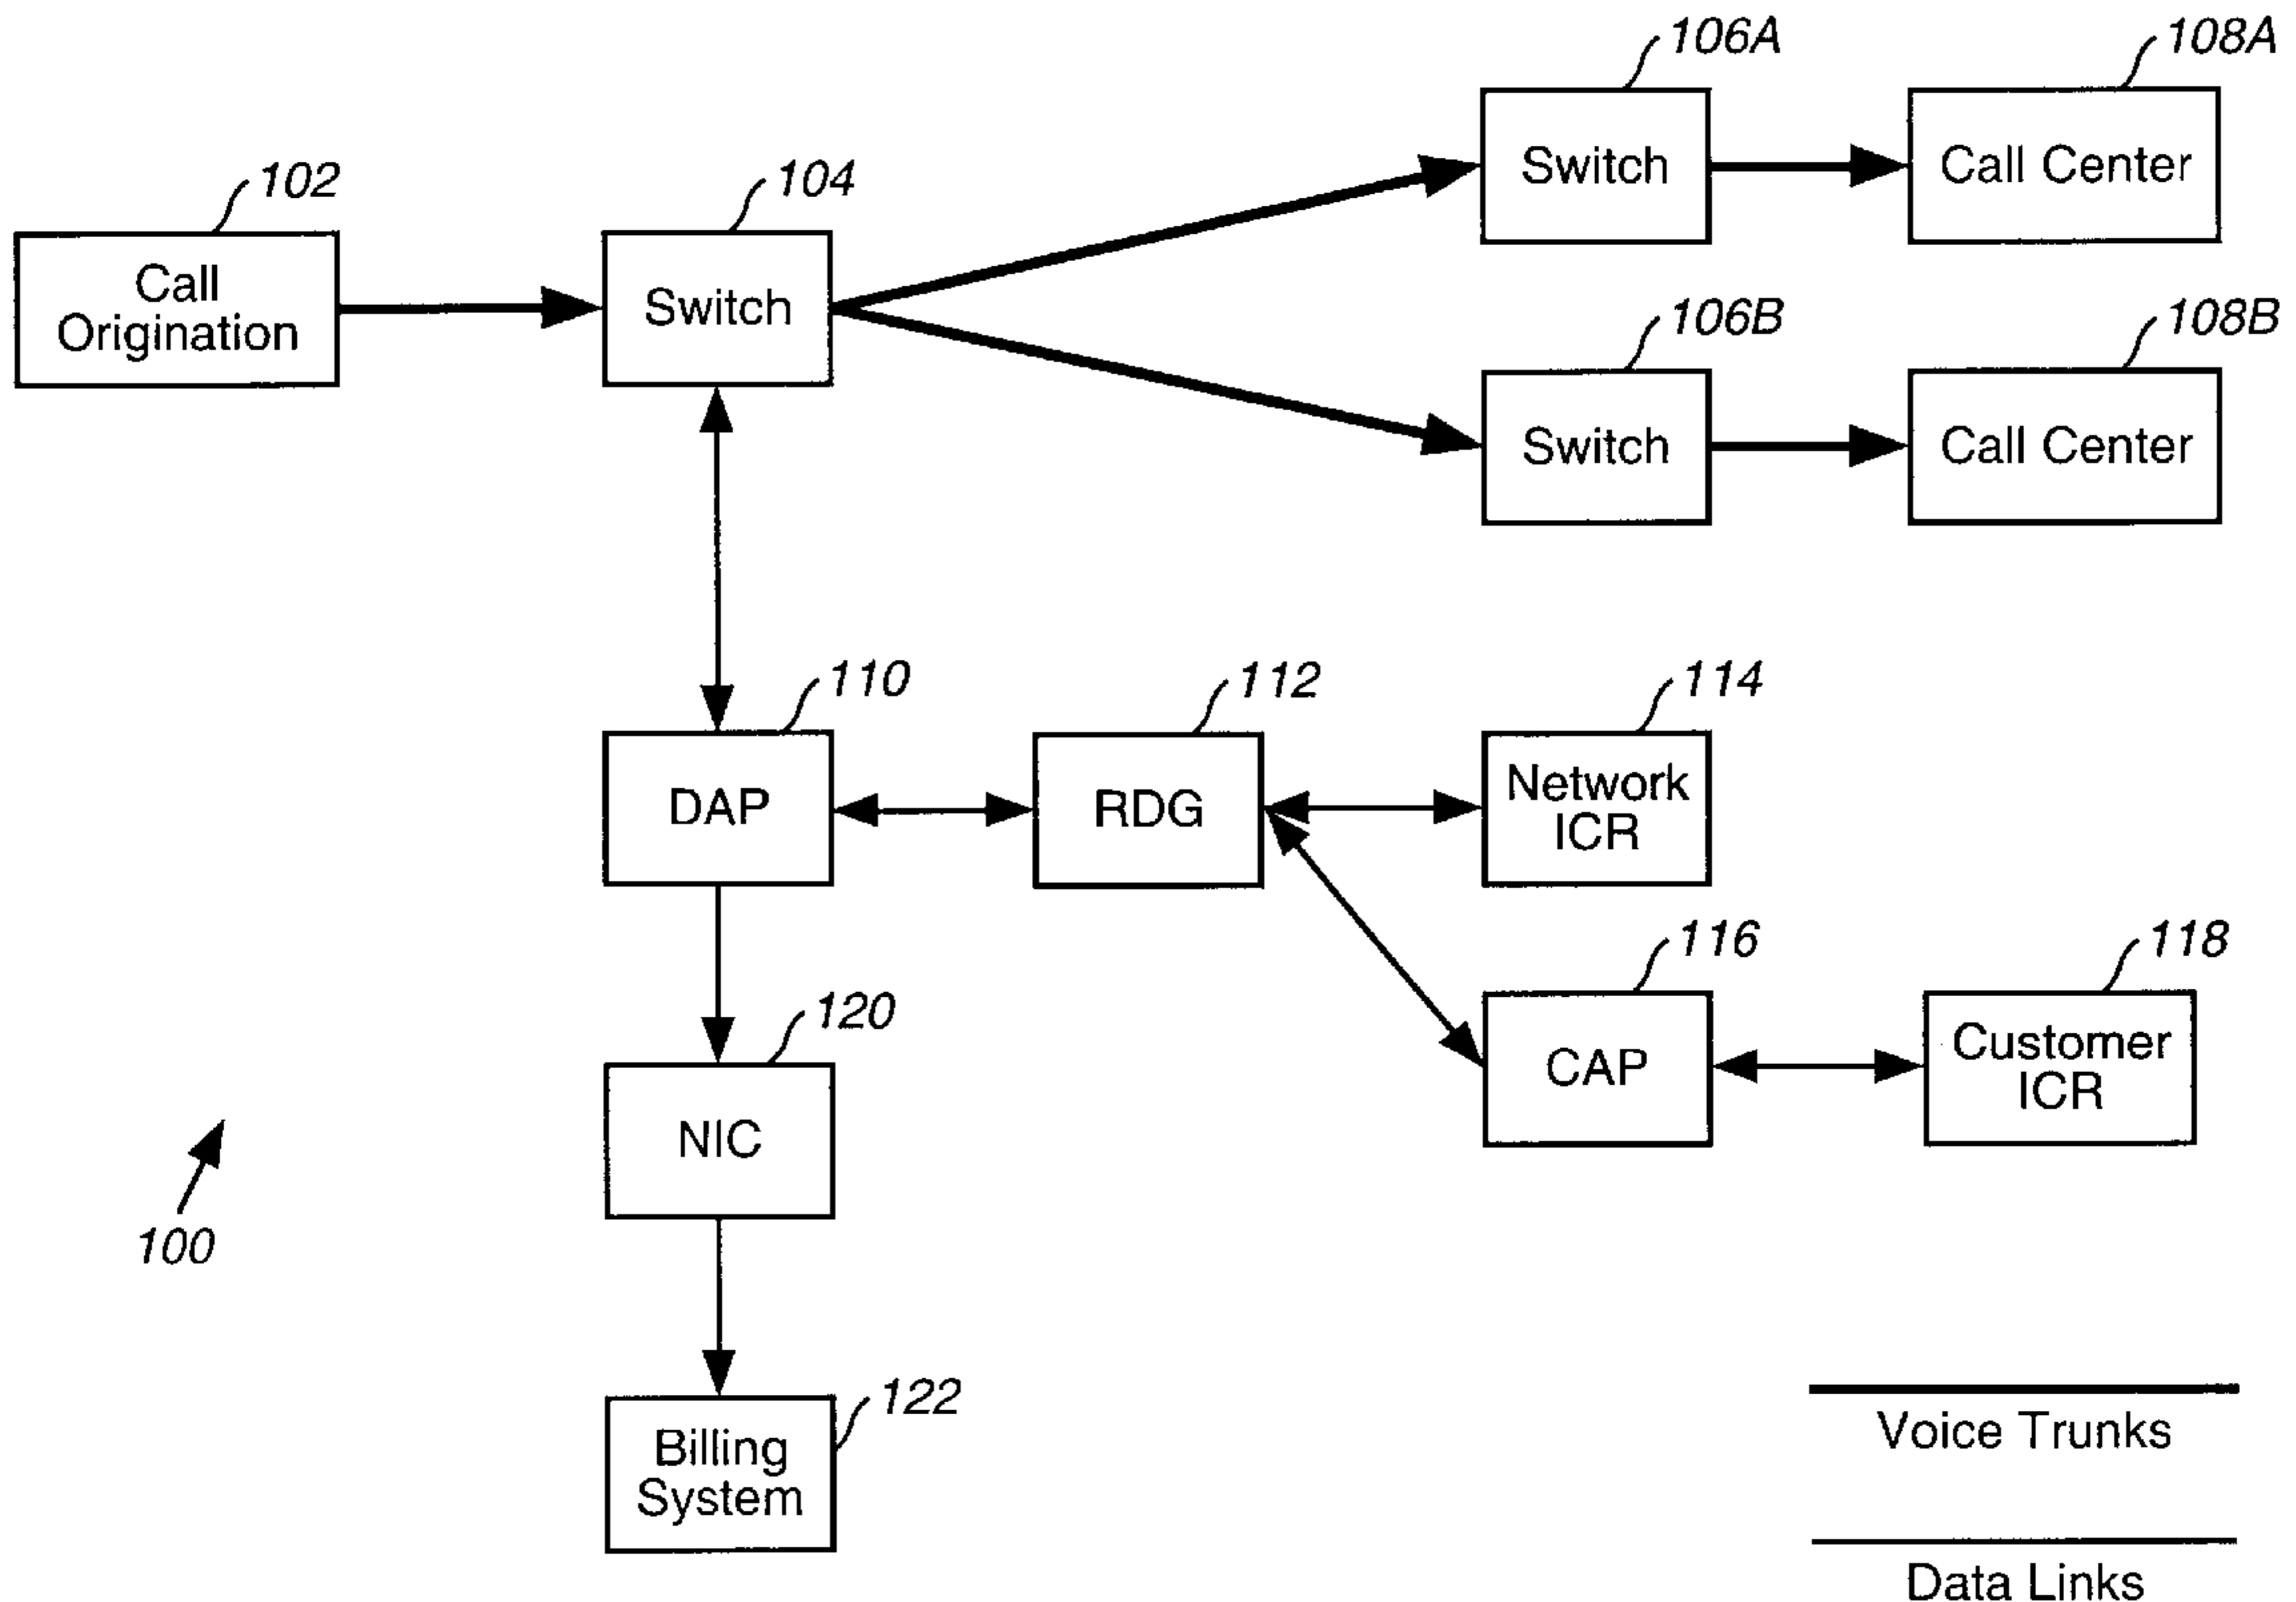 106A
108A
Switch
Call Center
102
104
Call
Origination
Switch
106B
108B
Switch
Call Center
110
112
114
DAP
RDG
Network
ICR
116
118
CAP
Customer
ICR
120
NIC
100
122
Billing
System
Voice Trunks
Data Links